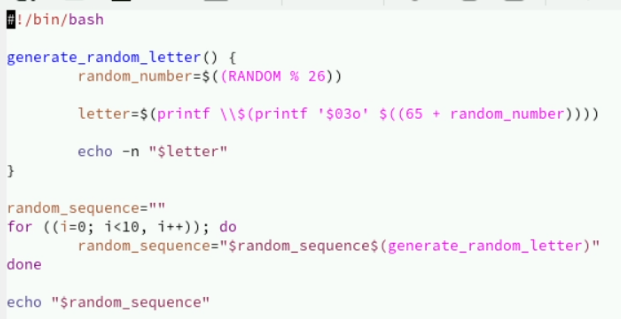 #!/bin/bash
generate_random_letter() {
random_number=$((RANDOM % 26))
letter=$(printf \\$(printf '$03o' $((65 + random_number))))
echo -n "$letter"
}
random_sequence=""
for ((i=0; i<10, i++)); do
random_sequence="$random_sequence$(generate_random_letter)"
done
echo "$random_sequence"